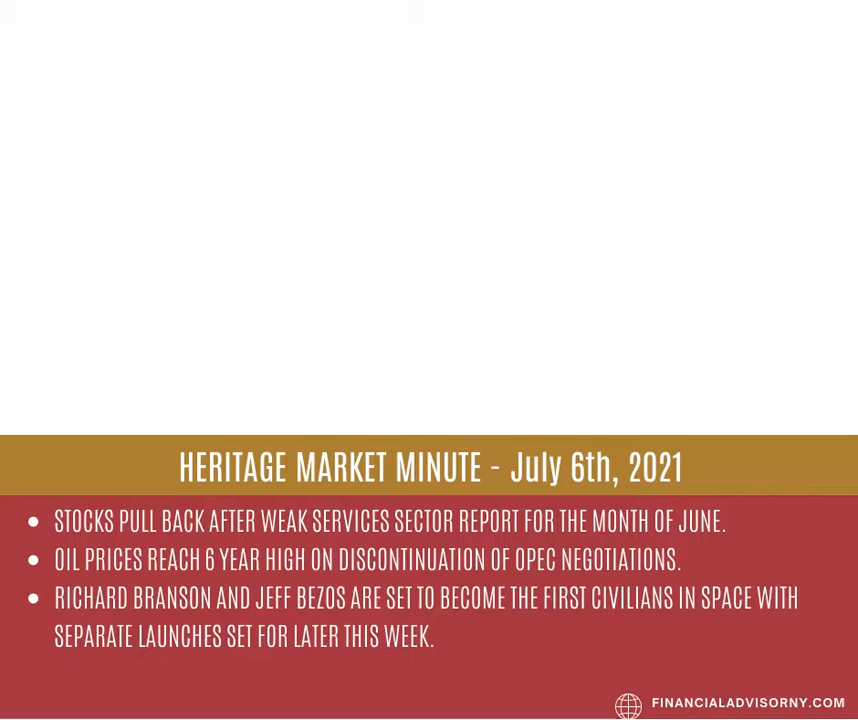 HERITAGE MARKET MINUTE - July 6th, 2021
STOCKS PULL BACK AFTER WEAK SERVICES SECTOR REPORT FOR THE MONTH OF JUNE.
OIL PRICES REACH 6 YEAR HIGH ON DISCONTINUATION OF OPEC NEGOTIATIONS.
RICHARD BRANSON AND JEFF BEZOS ARE SET TO BECOME THE FIRST CIVILIANS IN SPACE WITH
SEPARATE LAUNCHES SET FOR LATER THIS WEEK.
FINANCIALADVISORNY.COM